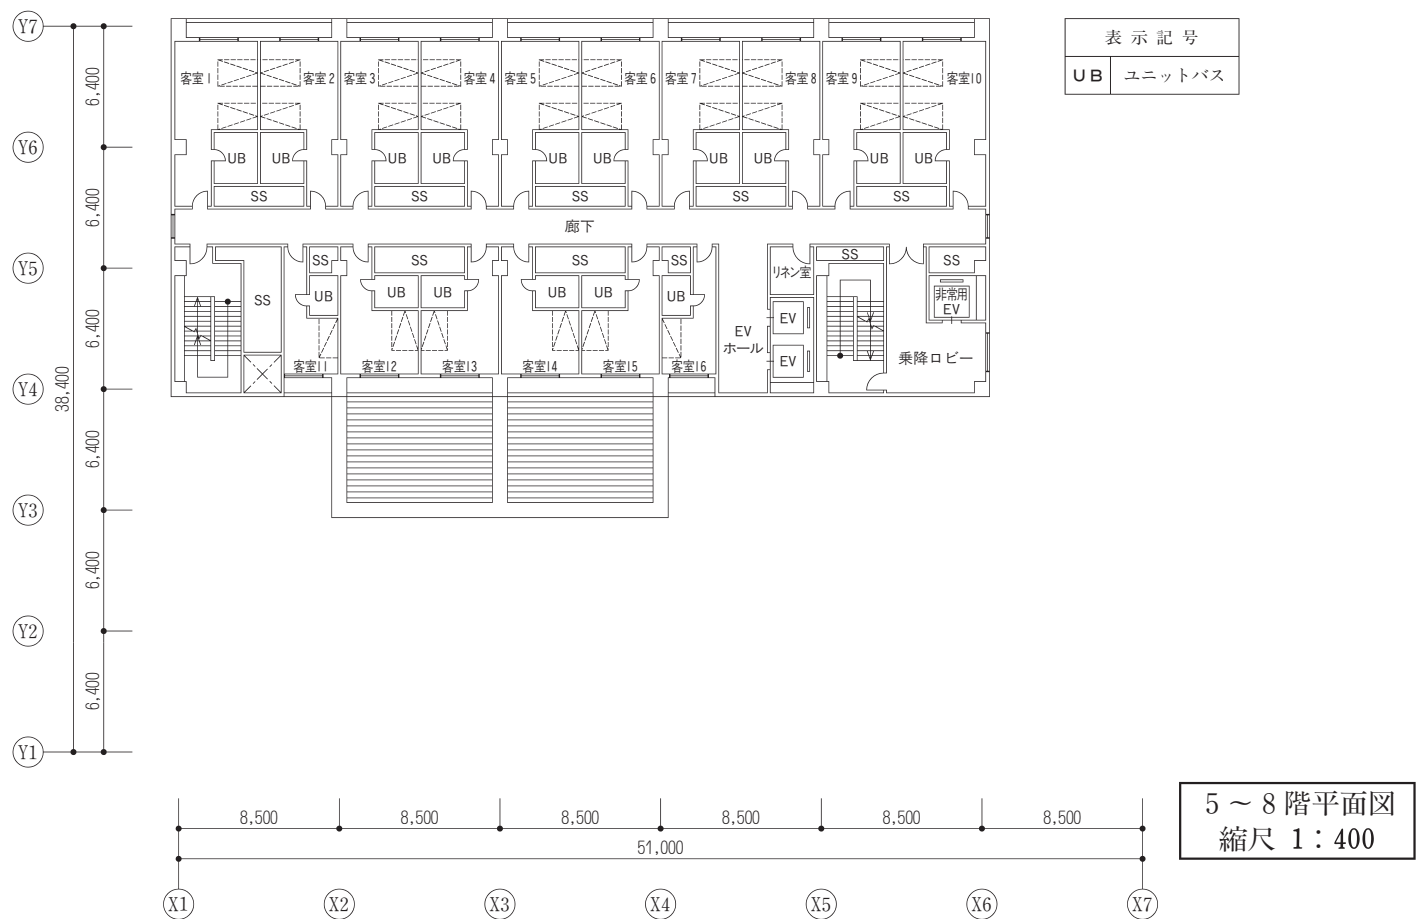 Y7
Y6
Y5
Y4
Y3
Y2
Y1
6,400
6,400
6,400
6,400
6,400
6,400
38,400
表 示 記 号
UB ユニットバス
客室1 客室2 客室3 客室4 客室5 客室6 客室7 客室8 客室9 客室10
UB UB UB UB UB UB UB UB UB UB
SS SS SS SS SS
廊下
SS SS SS SS SS SS SS
リネン室
UB UB UB UB UB UB
非常用
EV
EV
EV
EV
ホール
乗降ロビー
客室11 客室12 客室13 客室14 客室15 客室16
8,500 8,500 8,500 8,500 8,500 8,500
51,000
X1 X2 X3 X4 X5 X6 X7
5~8階平面図
縮尺 1:400